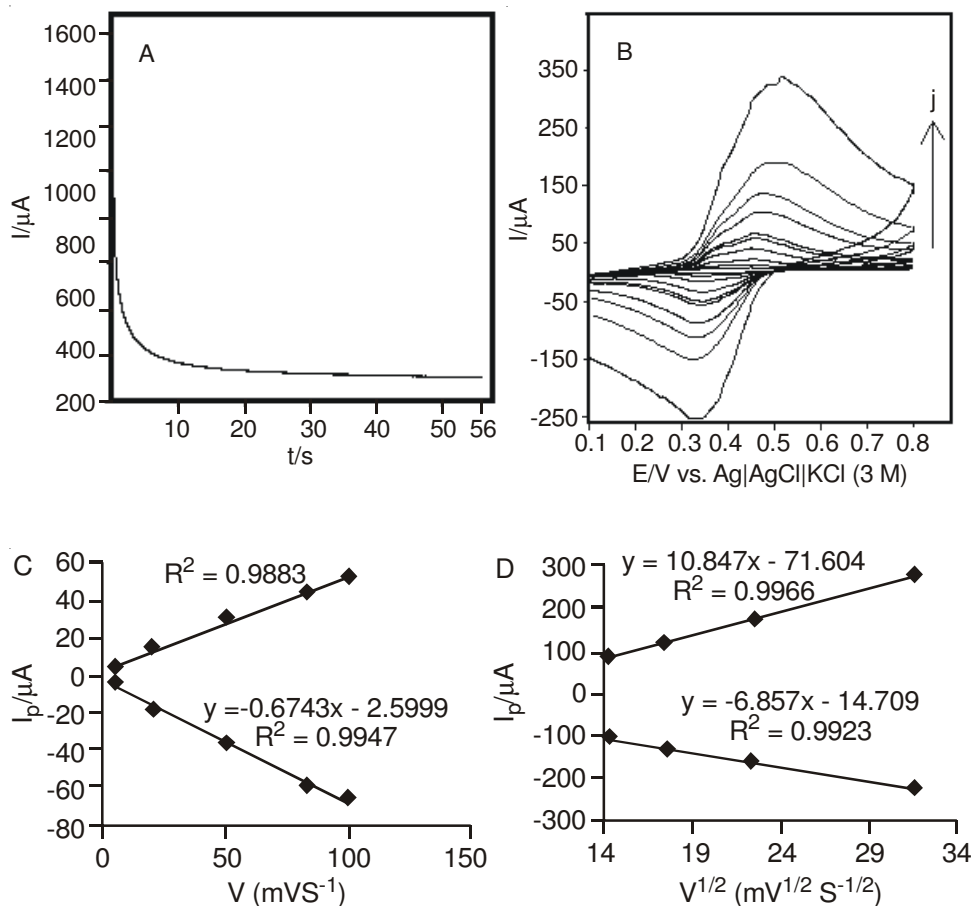 A
I/µA
1600
1400
1200
1000
800
600
400
200
10 20 30 40 50 56
t/s
B
j
I/µA
350
250
150
50
-50
-150
-250
0.1 0.2 0.3 0.4 0.5 0.6 0.7 0.8
E/V vs. Ag|AgCl|KCl (3 M)
C
R² = 0.9883
Iₚ/µA
60
40
20
0
-20
-40
-60
-80
y =-0.6743x - 2.5999
R² = 0.9947
0 50 100 150
V (mVS⁻¹)
D
y = 10.847x - 71.604
R² = 0.9966
Iₚ/µA
300
200
100
0
-100
-200
-300
y = -6.857x - 14.709
R² = 0.9923
14 19 24 29 34
V¹/² (mV¹/² S⁻¹/²)